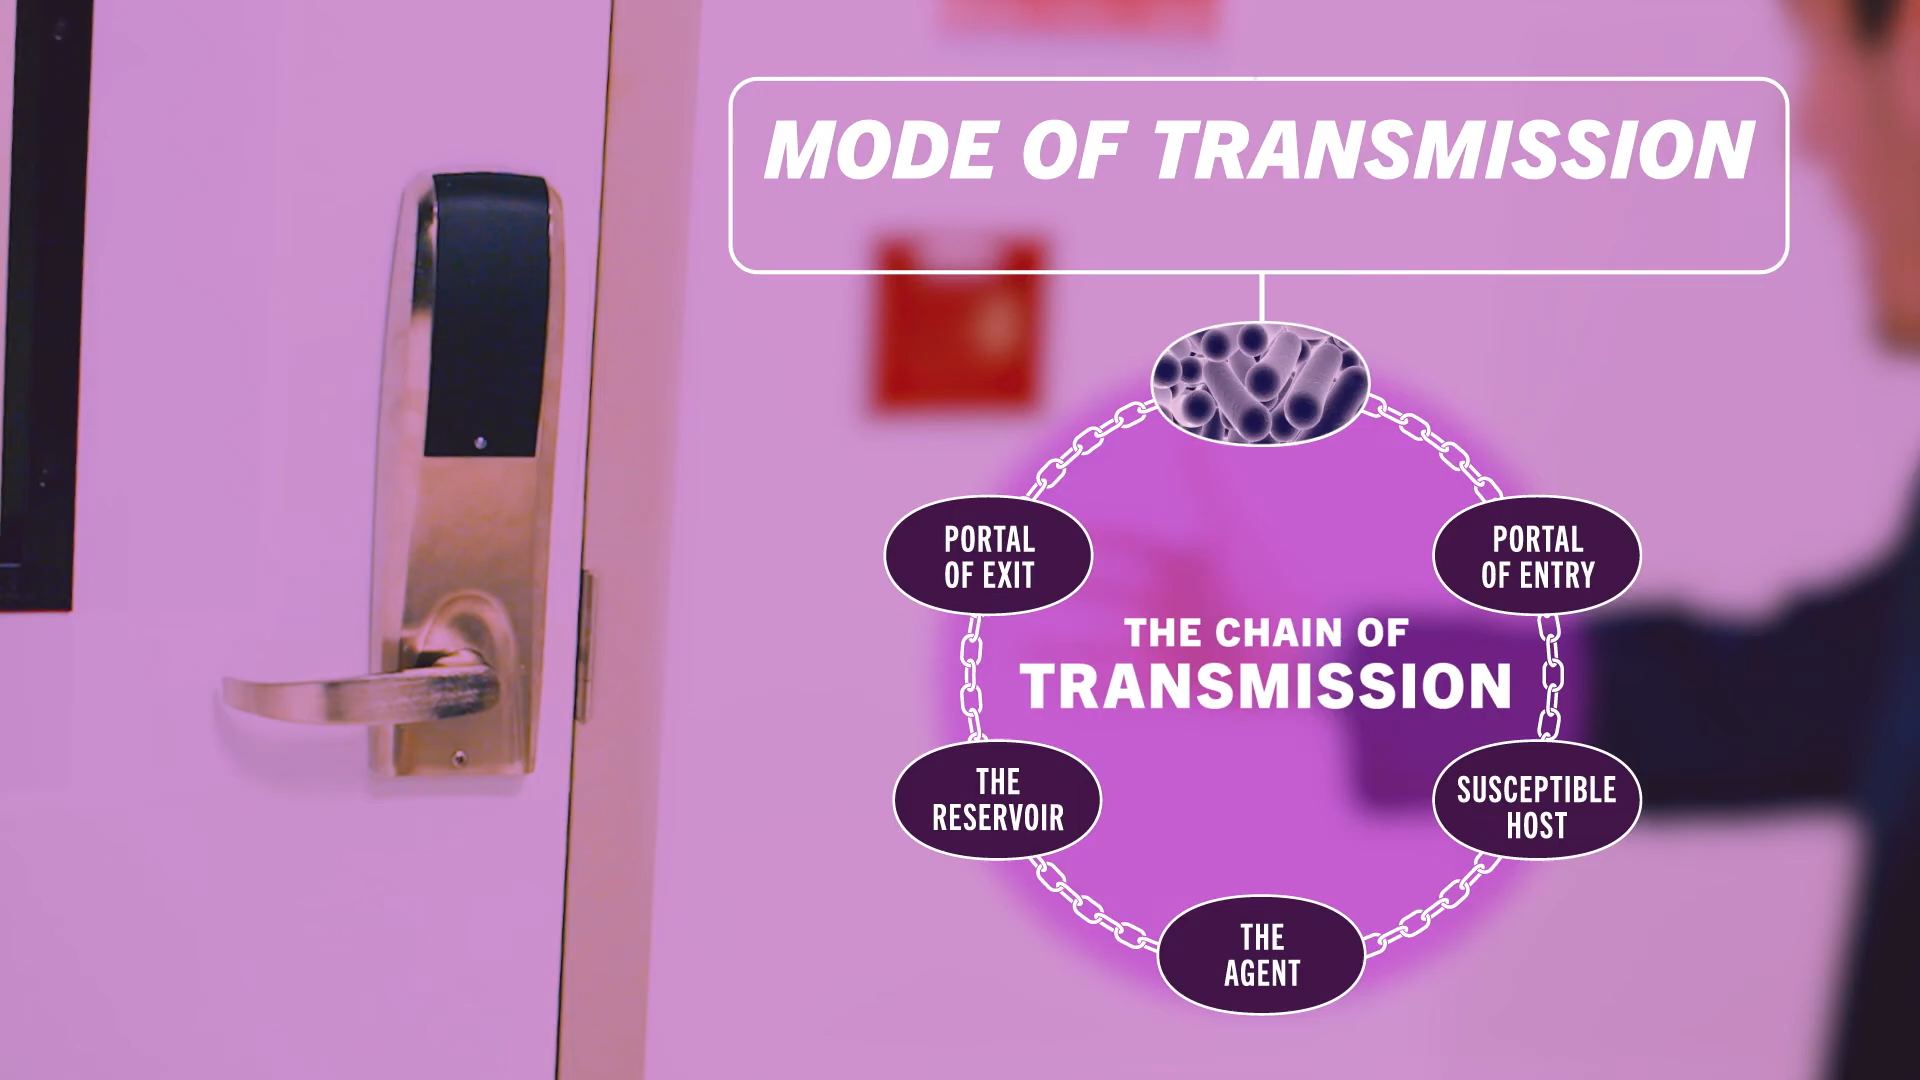 MODE OF TRANSMISSION
PORTAL
OF EXIT
PORTAL
OF ENTRY
THE CHAIN OF
TRANSMISSION
THE
RESERVOIR
SUSCEPTIBLE
HOST
THE
AGENT